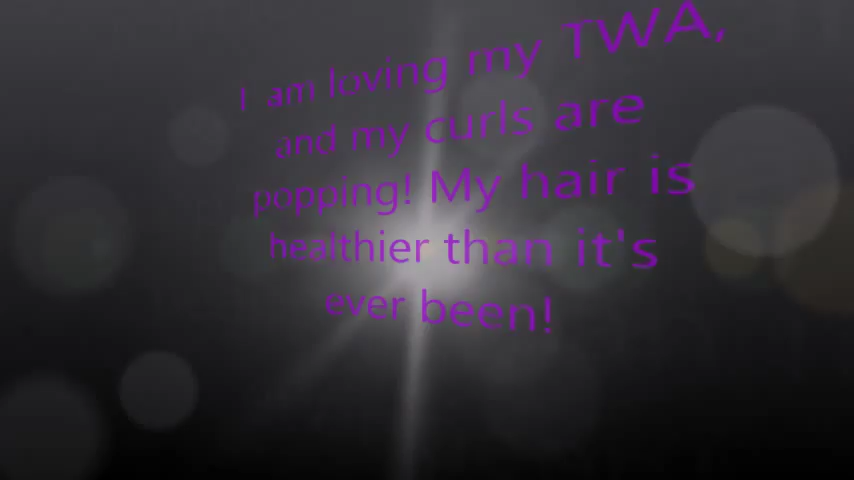 I am loving my TWA,
and my curls are
popping! My hair is
healthier than it's
ever been!